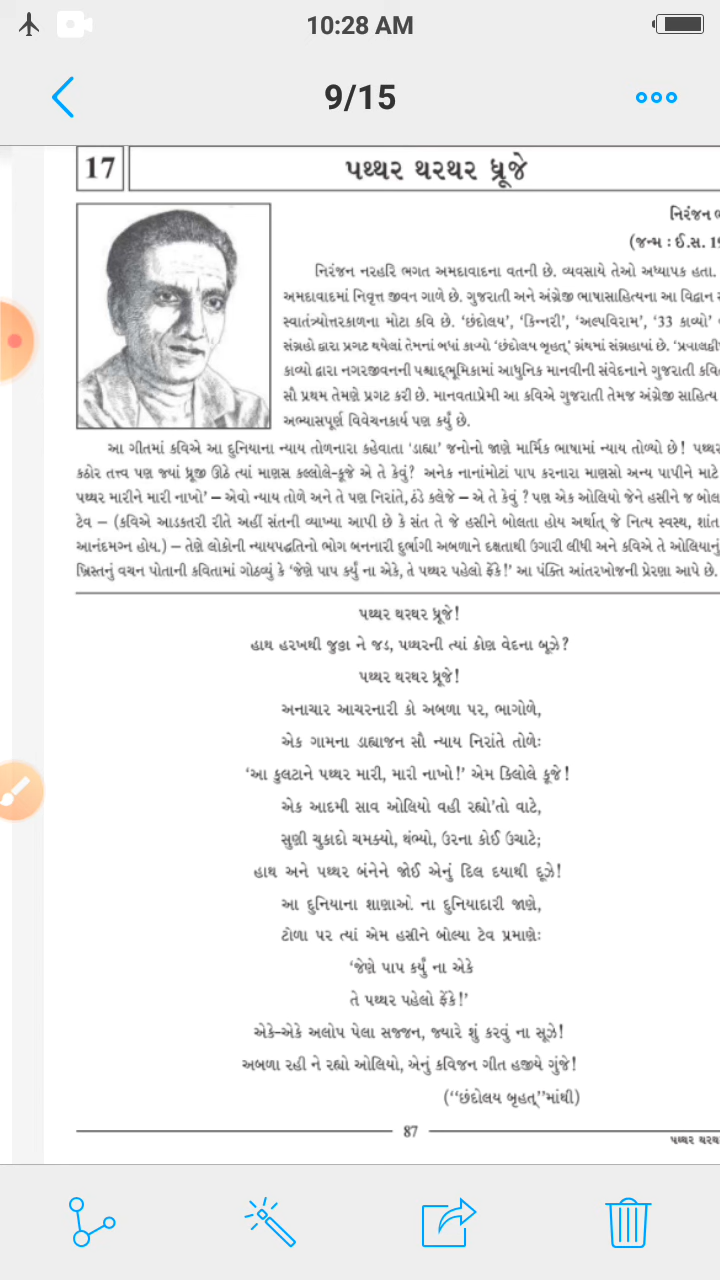 10:28 AM
9/15
17
પથ્થર થરથર ધ્રૂજે
નિરંજન
(જન્મ : ઈ.સ.
નિરંજન નરહરિ ભગત અમદાવાદના વતની છે. વ્યવસાયે તેઓ અધ્યાપક હતા.
અમદાવાદમાં નિવૃત્ત જીવન ગાળે છે. ગુજરાતી અને અંગ્રેજી ભાષાસાહિત્યના આ વિદ્વાન
સ્વાતંત્ર્યોત્તરકાળના મોટા કવિ છે. ‘છંદોલય’, ‘કિન્નરી’, ‘અલ્પવિરામ’, ‘33 કાવ્યો’
સંગ્રહો દ્વારા પ્રગટ થયેલાં તેમનાં બધાં કાવ્યો ‘છંદોલય બૃહત્’ ગ્રંથમાં સંગ્રહાયાં છે.
કાવ્યો દ્વારા નગરજીવનની પશ્ચાદ્ભૂમિકામાં આધુનિક માનવીની સંવેદનાને ગુજરાતી
સૌ પ્રથમ તેમણે પ્રગટ કરી છે. માનવતાપ્રેમી આ કવિએ ગુજરાતી તેમજ અંગ્રેજી સાહિત્ય
અભ્યાસપૂર્ણ વિવેચનકાર્ય પણ કર્યું છે.
આ ગીતમાં કવિએ આ દુનિયાના ન્યાય તોળનારા કહેવાતા ‘ડાહ્યા’ જનોનો જાણે માર્મિક ભાષામાં ન્યાય તોળ્યો છે! પથ્થર
કઠોર તત્ત્વ પણ જ્યાં ધ્રૂજી ઊઠે ત્યાં માણસ કલ્લોલે-કૂજે એ તે કેવું? અનેક નાનાંમોટાં પાપ કરનારા માણસો અન્ય પાપીને માટે
પથ્થર મારીને મારી નાખો’ – એવો ન્યાય તોળે અને તે પણ નિરાંતે, ઠંડે કલેજે – એ તે કેવું ? પણ એક ઓલિયો જેને હસીને જ બોલ
ટેવ – (કવિએ આડકતરી રીતે અહીં સંતની વ્યાખ્યા આપી છે કે સંત તે જે હસીને બોલતા હોય અર્થાત્ જે નિત્ય સ્વસ્થ, શાંત
આનંદમગ્ન હોય.) – તેણે લોકોની ન્યાયપદ્ધતિનો ભોગ બનનારી દુર્ભાગી અબળાને દક્ષતાથી ઉગારી લીધી અને કવિએ તે ઓલિયાનું
ખ્રિસ્તનું વચન પોતાની કવિતામાં ગોઠવ્યું કે ‘જેણે પાપ કર્યું ના એકે, તે પથ્થર પહેલો ફેંકે!’ આ પંક્તિ આંતરખોજની પ્રેરણા આપે છે.
પથ્થર થરથર ધ્રૂજે!
હાથ હરખથી જુઠ્ઠા ને જડ, પથ્થરની ત્યાં કોણ વેદના બૂઝે?
પથ્થર થરથર ધ્રૂજે!
અનાચાર આચરનારી કો અબળા પર, ભાગોળે,
એક ગામના ડાહ્યાજન સૌ ન્યાય નિરાંતે તોળેઃ
‘આ કુલટાને પથ્થર મારી, મારી નાખો!’ એમ કિલોલે કૂજે!
એક આદમી સાવ ઓલિયો વહી રહ્યો’તો વાટે,
સુણી ચુકાદો ચમક્યો, થંભ્યો, ઉરના કોઈ ઉચાટે;
હાથ અને પથ્થર બંનેને જોઈ એનું દિલ દયાથી દૂઝે!
આ દુનિયાના શાણાઓ ના દુનિયાદારી જાણે,
ટોળા પર ત્યાં એમ હસીને બોલ્યા ટેવ પ્રમાણેઃ
‘જેણે પાપ કર્યું ના એકે
તે પથ્થર પહેલો ફેંકે!’
એકે-એકે અલોપ પેલા સજ્જન, જ્યારે શું કરવું ના સૂઝે!
અબળા રહી ને રહ્યો ઓલિયો, એનું કવિજન ગીત હજીયે ગુંજે!
(‘‘છંદોલય બૃહત્’’માંથી)
87
પથ્થર